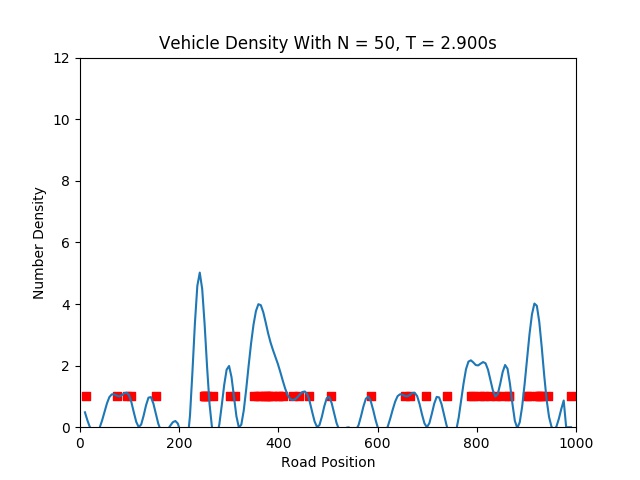 Vehicle Density With N = 50, T = 2.900s
12
10
8
6
4
2
0
Number Density
0 200 400 600 800 1000
Road Position